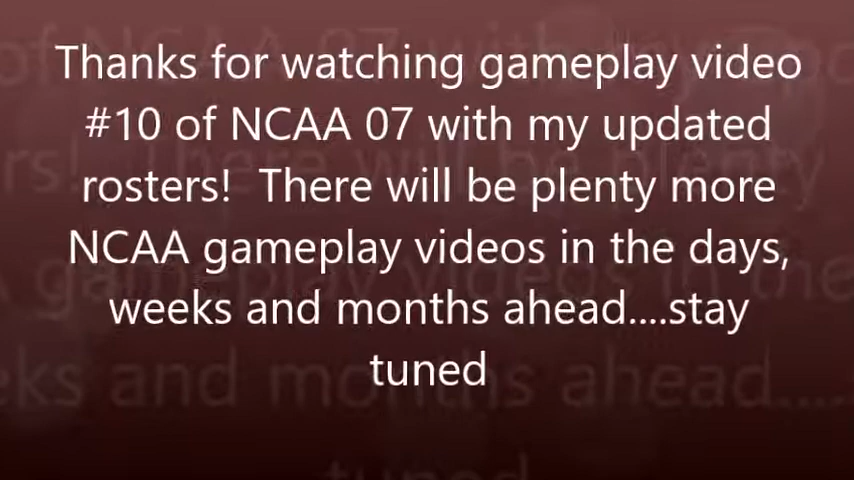 Thanks for watching gameplay video
#10 of NCAA 07 with my updated
rosters!  There will be plenty more
NCAA gameplay videos in the days,
weeks and months ahead....stay
tuned